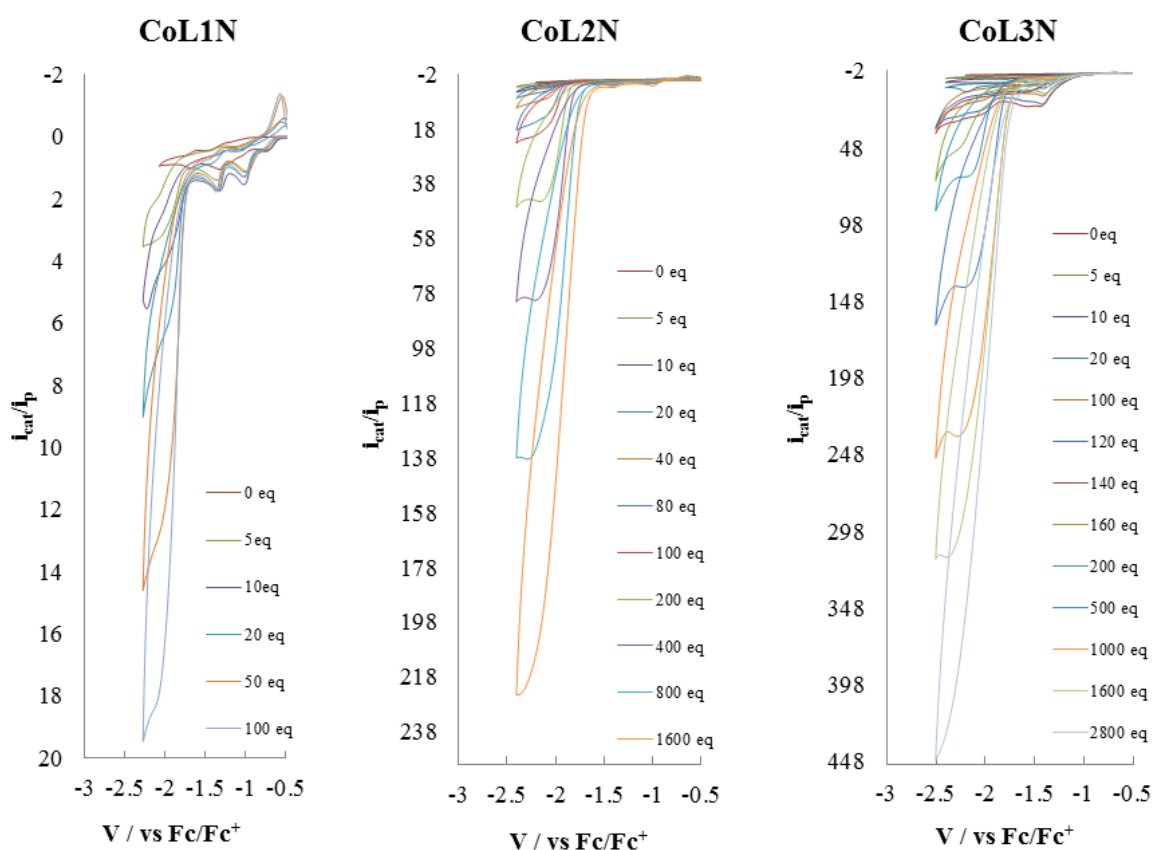 CoL1N
-2
0
2
4
6
8
10
12
14
16
18
20
i_cat/i_p
0 eq
5eq
10eq
20 eq
50 eq
100 eq
-3 -2.5 -2 -1.5 -1 -0.5
V / vs Fc/Fc⁺
CoL2N
-2
18
38
58
78
98
118
138
158
178
198
218
238
i_cat/i_p
0 eq
5 eq
10 eq
20 eq
40 eq
80 eq
100 eq
200 eq
400 eq
800 eq
1600 eq
-3 -2.5 -2 -1.5 -1 -0.5
V / vs Fc/Fc⁺
CoL3N
-2
48
98
148
198
248
298
348
398
448
i_cat/i_p
0eq
5 eq
10 eq
20 eq
100 eq
120 eq
140 eq
160 eq
200 eq
500 eq
1000 eq
1600 eq
2800 eq
-3 -2.5 -2 -1.5 -1 -0.5
V / vs Fc/Fc⁺